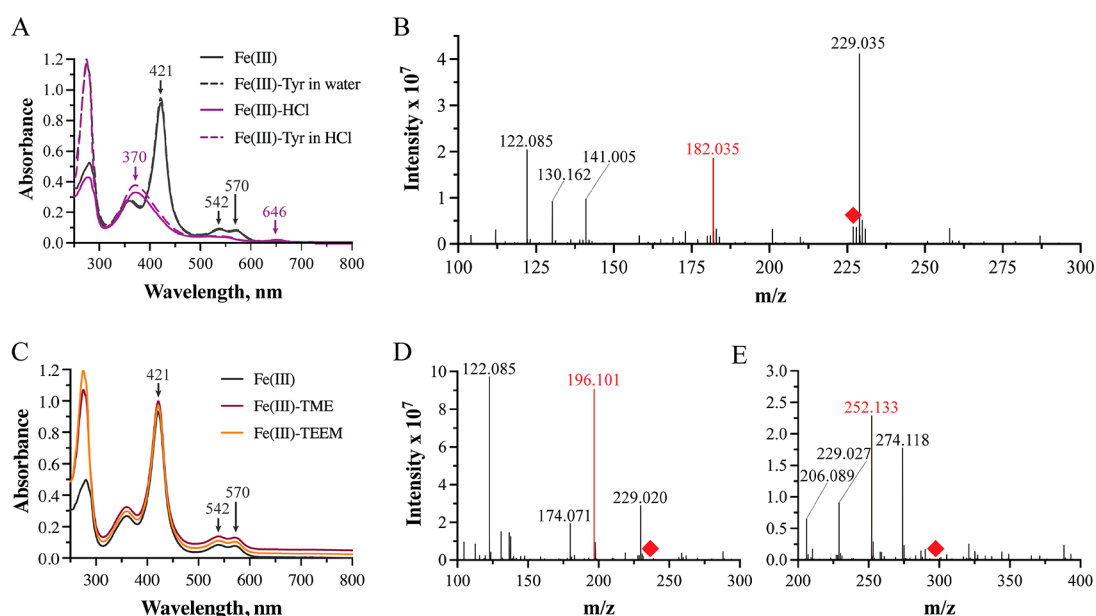 A
Absorbance
1.2
1.0
0.8
0.6
0.4
0.2
0.0
421
370
542
570
646
Fe(III)
Fe(III)-Tyr in water
Fe(III)-HCl
Fe(III)-Tyr in HCl
300 400 500 600 700 800
Wavelength, nm
B
Intensity x 10⁷
4
3
2
1
0
229.035
122.085
130.162
141.005
182.035
100 125 150 175 200 225 250 275 300
m/z
C
Absorbance
1.2
1.0
0.8
0.6
0.4
0.2
0.0
421
542
570
Fe(III)
Fe(III)-TME
Fe(III)-TEEM
300 400 500 600 700 800
Wavelength, nm
D
Intensity x 10⁷
10
8
6
4
2
0
122.085
196.101
174.071
229.020
100 150 200 250 300
m/z
E
3.0
2.5
2.0
1.5
1.0
0.5
0.0
252.133
229.027
274.118
206.089
200 250 300 350 400
m/z